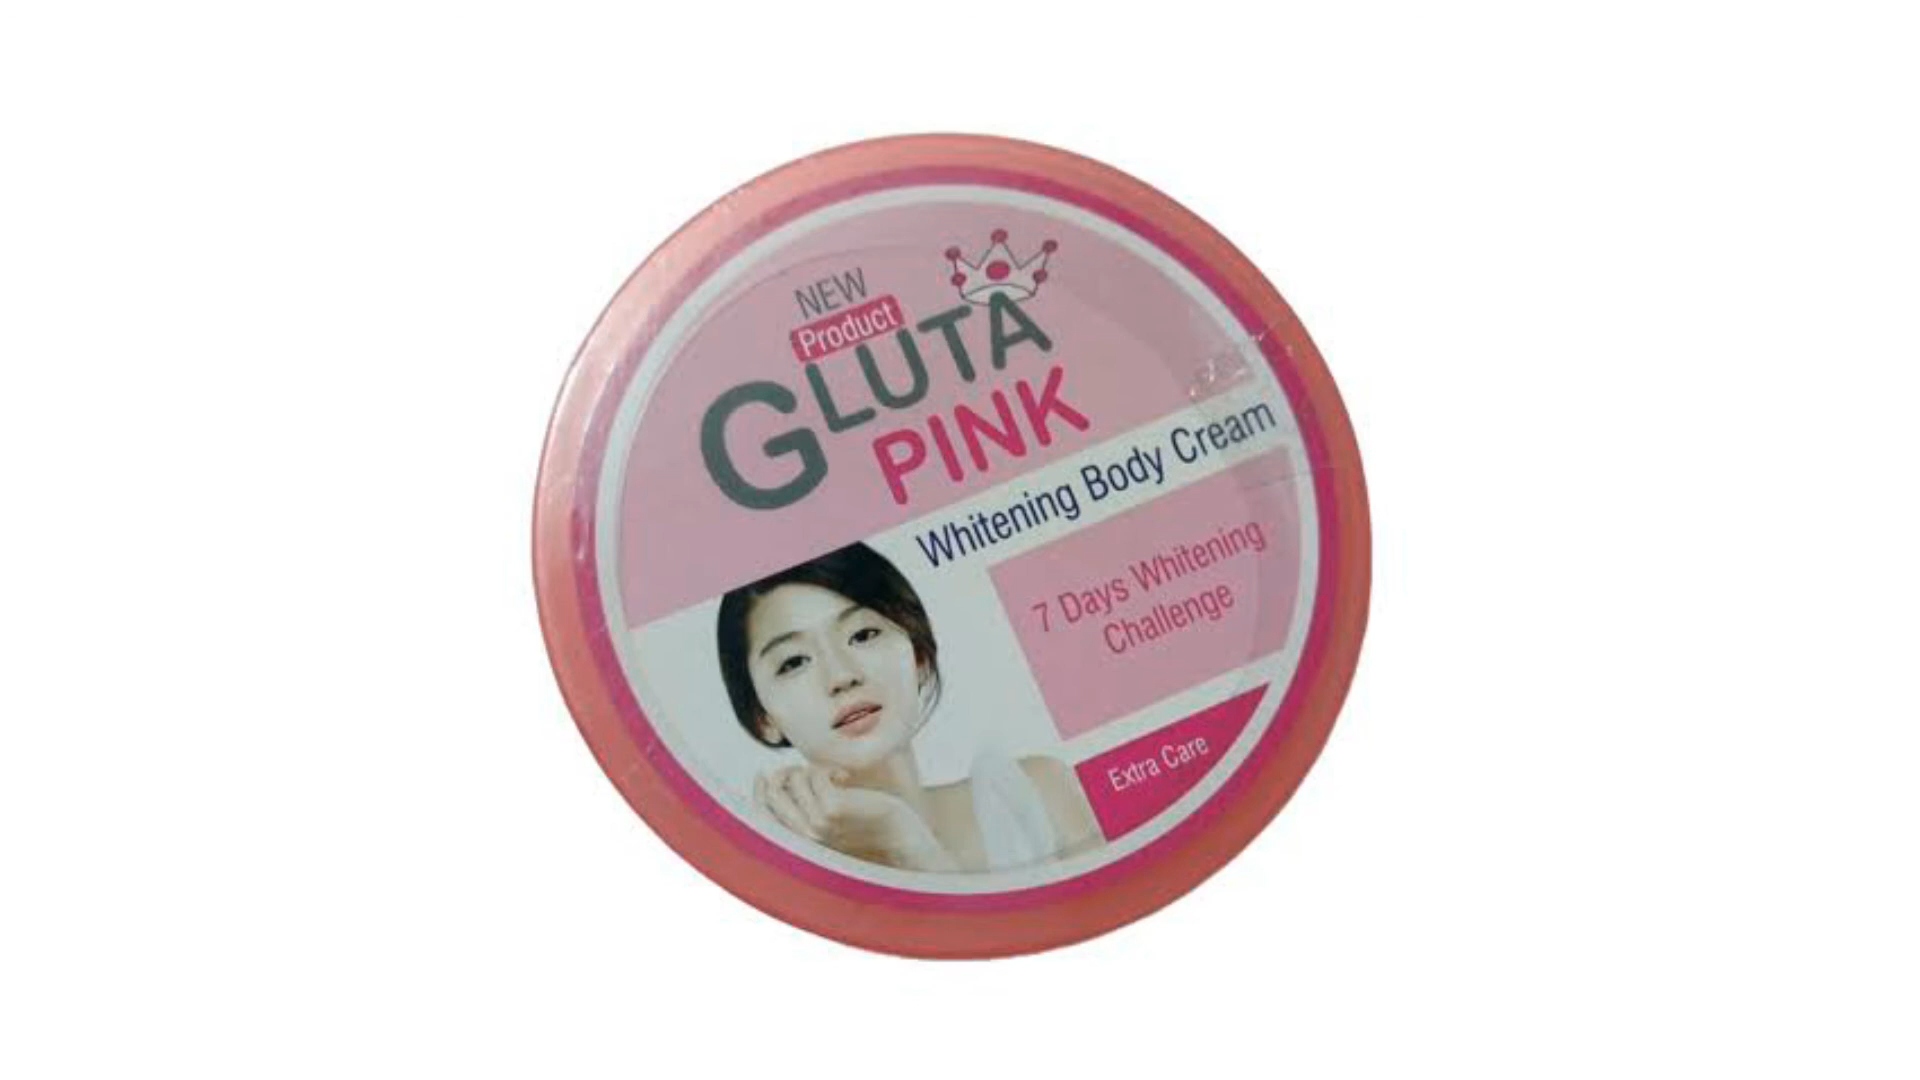 NEW
Product
GLUTA
PINK
Whitening Body Cream
7 Days Whitening
Challenge
Extra Care